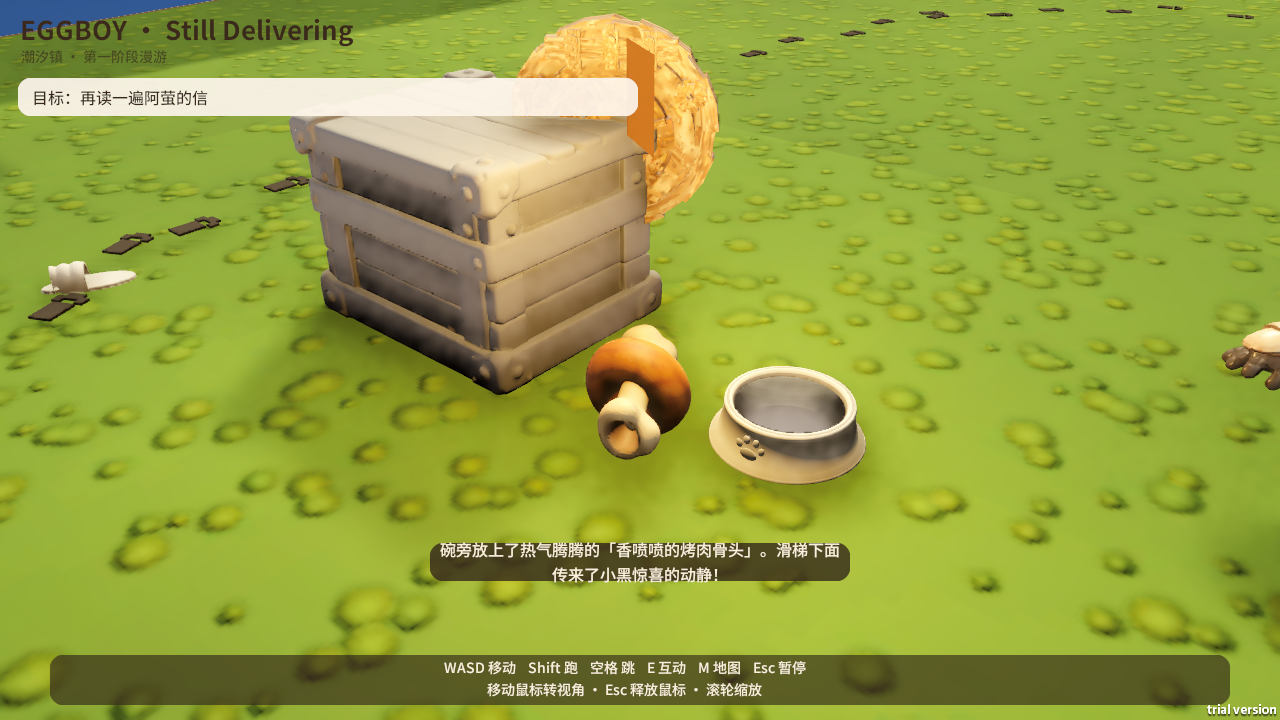 EGGBOY · Still Delivering
潮汐镇 · 第一阶段漫游
目标：再读一遍阿萤的信
碗旁放上了热气腾腾的「香喷喷的烤肉骨头」。滑梯下面
传来了小黑惊喜的动静！
WASD 移动 Shift 跑 空格 跳 E 互动 M 地图 Esc 暂停
移动鼠标转视角 · Esc 释放鼠标 · 滚轮缩放
trial version